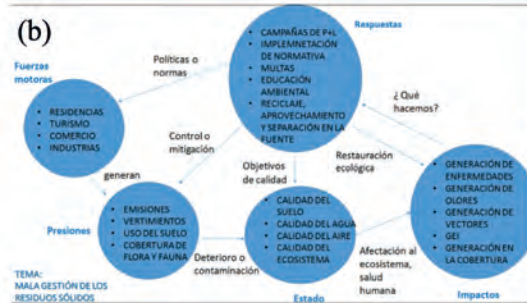 (b)
Respuestas
• CAMPAÑAS DE P+L
• IMPLEMNETACIÓN
DE NORMATIVA
• MULTAS
• EDUCACIÓN
AMBIENTAL
• RECICLAJE,
APROVECHAMIENTO
Y SEPARACIÓN EN LA
FUENTE
Políticas o
normas
Fuerzas
motoras
• RESIDENCIAS
• TURISMO
• COMERCIO
• INDUSTRIAS
¿ Qué
hacemos?
Control o
mitigación
generan
Objetivos
de calidad
Restauración
ecológica
• GENERACIÓN DE
ENFERMEDADES
• GENERACIÓN DE
OLORES
• GENERACIÓN DE
VECTORES
• GEI
• GENERACIÓN EN
LA COBERTURA
Impactos
• EMISIONES
• VERTIMIENTOS
• USO DEL SUELO
• COBERTURA DE
FLORA Y FAUNA
Presiones
• CALIDAD DEL
SUELO
• CALIDAD DEL AGUA
• CALIDAD DEL AIRE
• CALIDAD DEL
ECOSISTEMA
Estado
Deterioro o
contaminación
Afectación al
ecosistema,
salud
humana
TEMA:
MALA GESTIÓN DE LOS
RESIDUOS SÓLIDOS